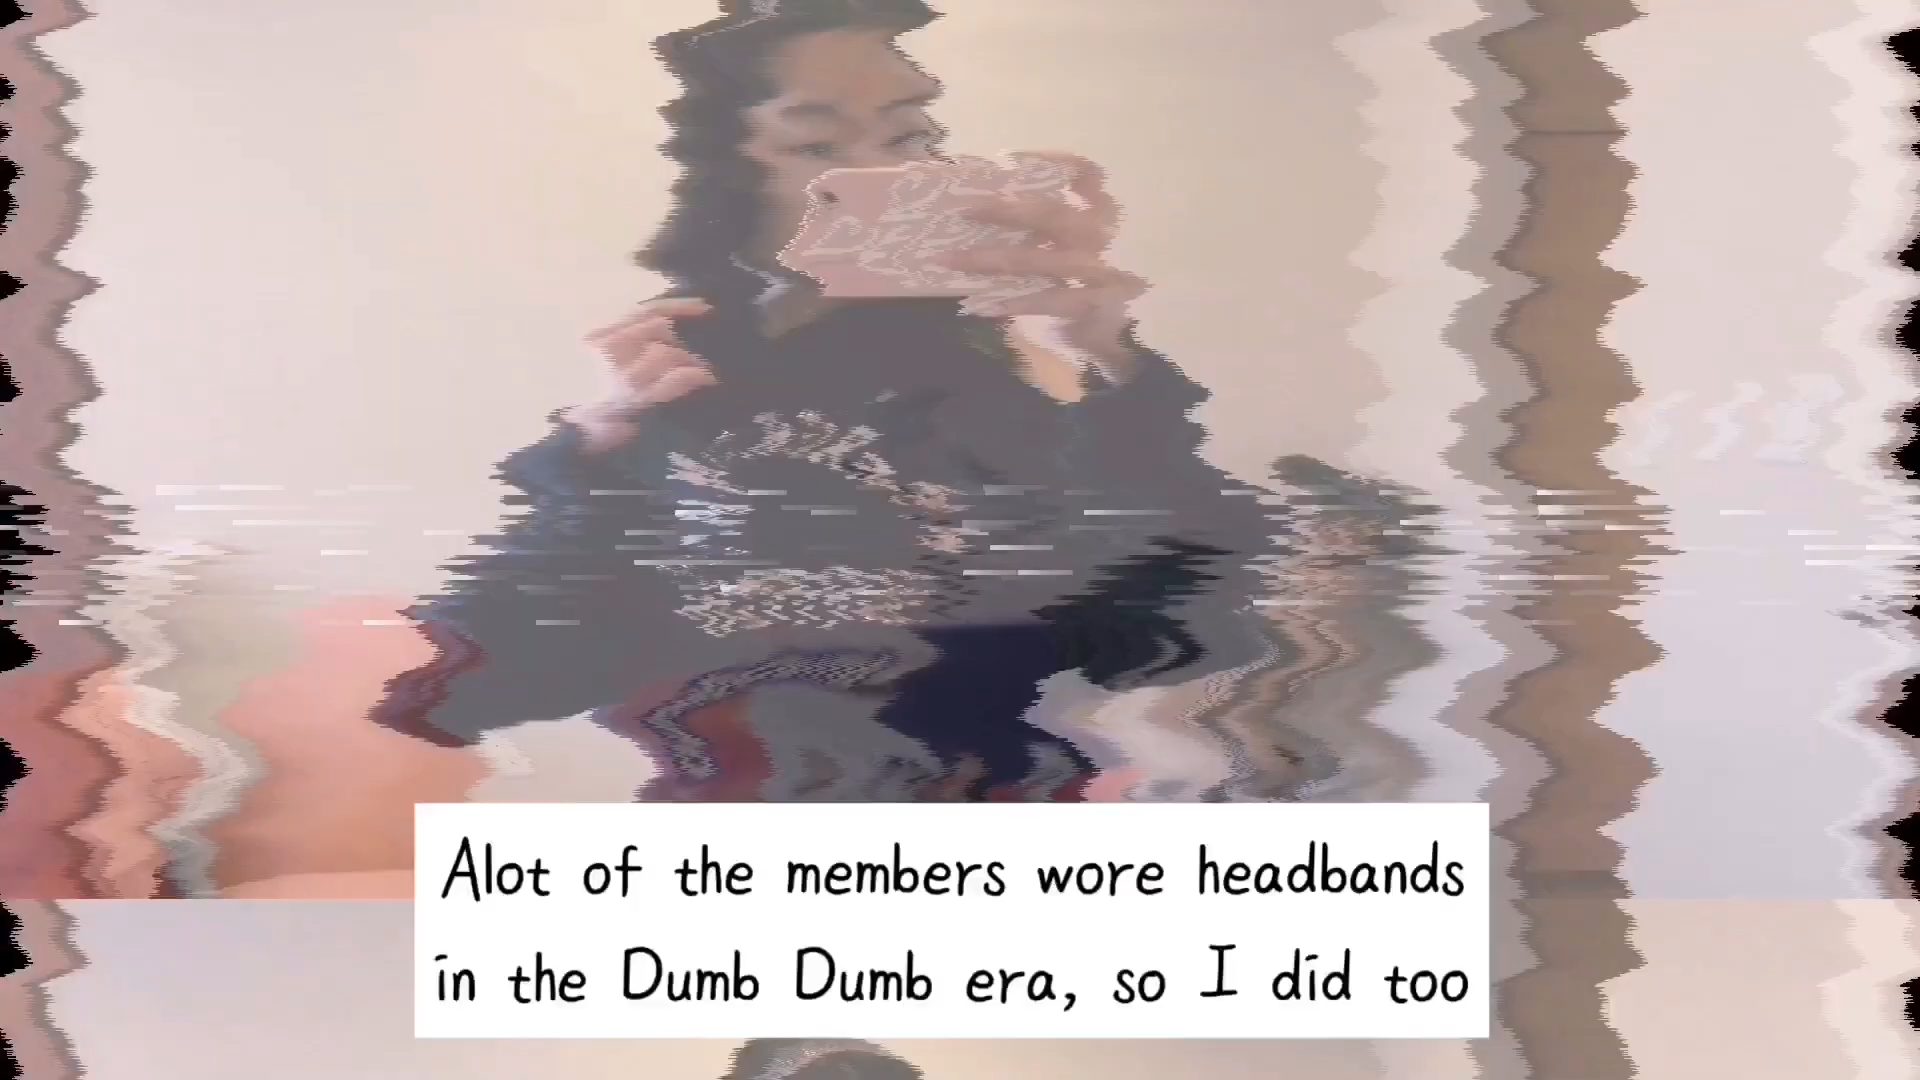 Alot of the members wore headbands
in the Dumb Dumb era, so I did too